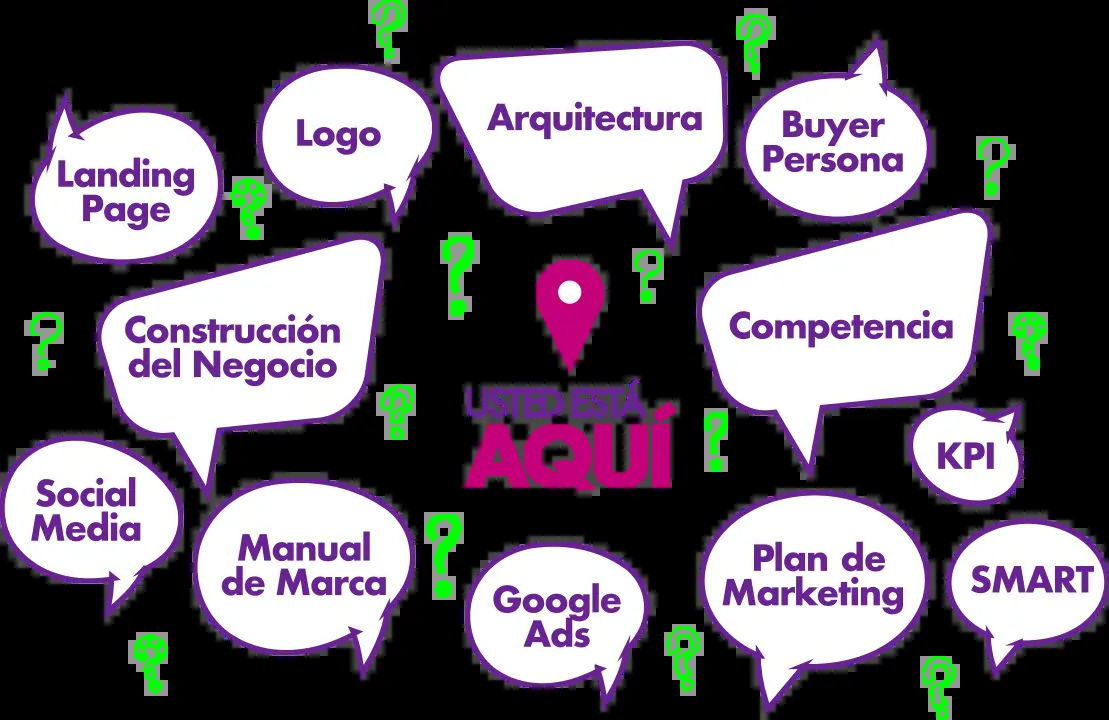 Landing
Page
Logo
Arquitectura
Buyer
Persona
Construcción
del Negocio
USTED ESTÁ
AQUÍ
Competencia
KPI
Social
Media
Manual
de Marca
Google
Ads
Plan de
Marketing
SMART